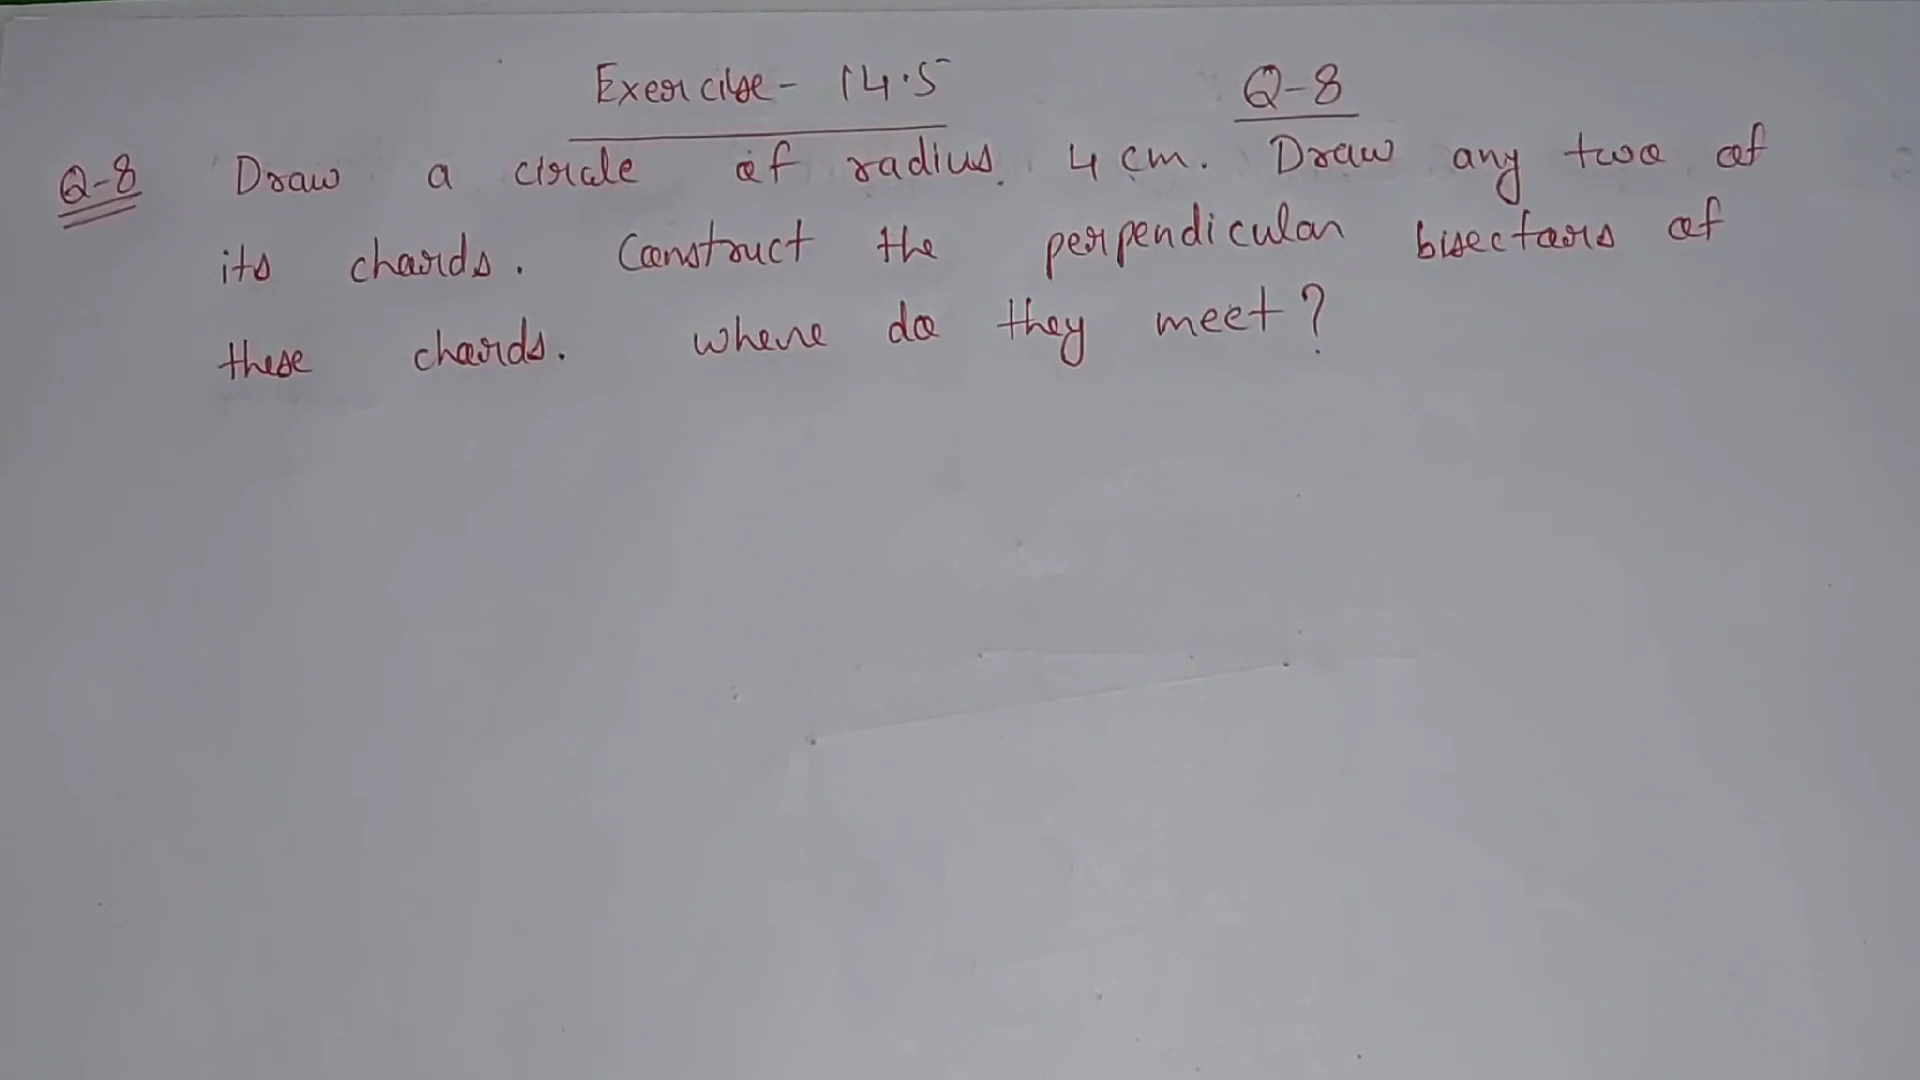 Exercise- 14.5 Q-8
Q-8 Draw a circle of radius 4 cm. Draw any two of
its chords. Construct the perpendicular bisectors of
these chords. where do they meet?